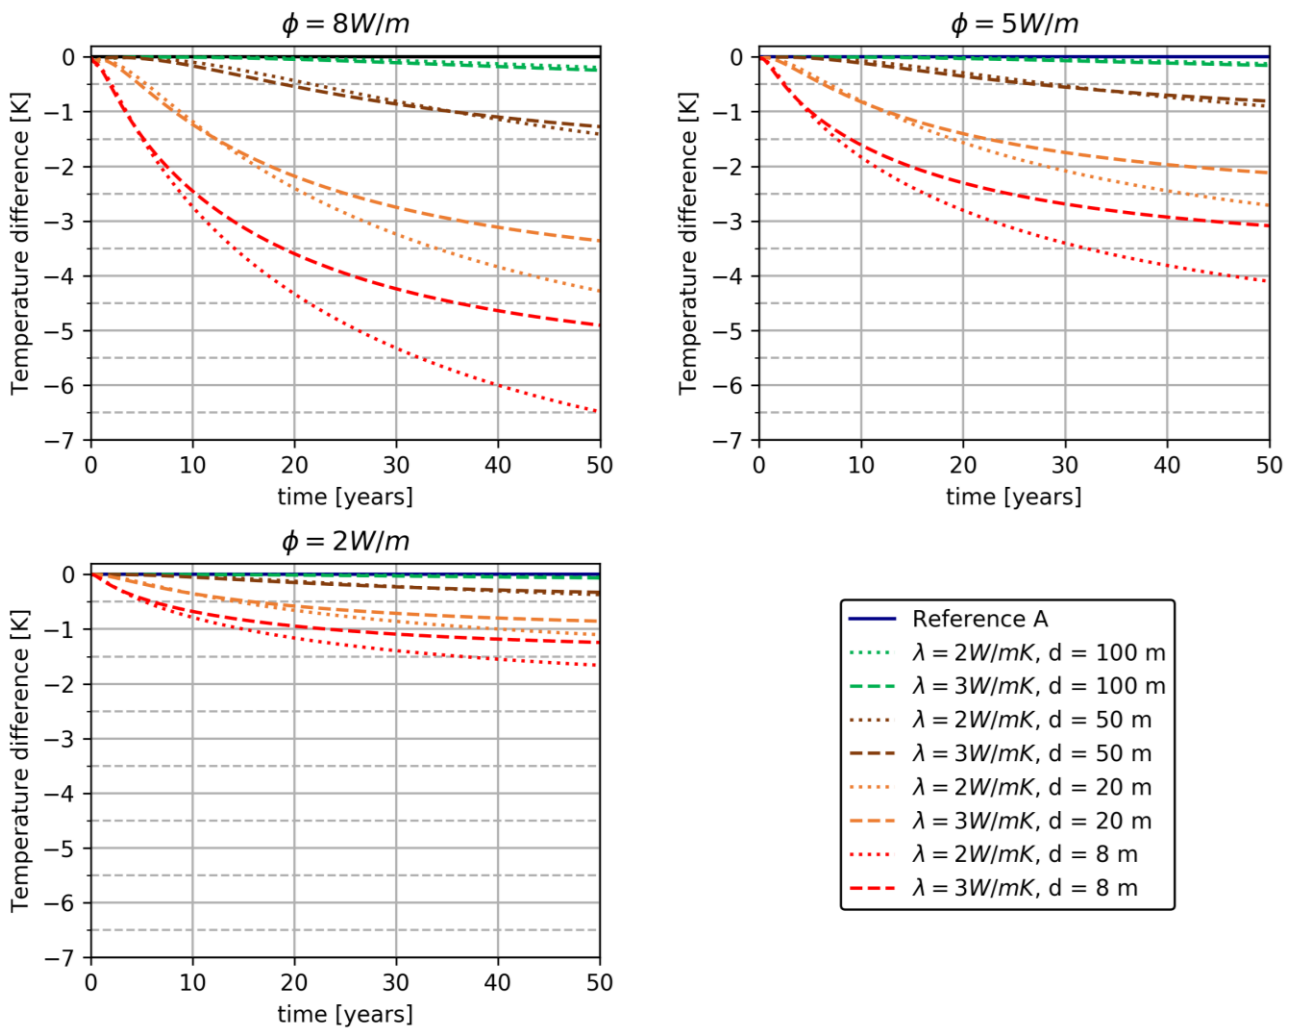 ϕ = 8W/m
0
−1
−2
−3
−4
−5
−6
−7
Temperature difference [K]
0 10 20 30 40 50
time [years]
ϕ = 5W/m
0
−1
−2
−3
−4
−5
−6
−7
Temperature difference [K]
0 10 20 30 40 50
time [years]
ϕ = 2W/m
0
−1
−2
−3
−4
−5
−6
−7
Temperature difference [K]
0 10 20 30 40 50
time [years]
Reference A
λ = 2W/mK, d = 100 m
λ = 3W/mK, d = 100 m
λ = 2W/mK, d = 50 m
λ = 3W/mK, d = 50 m
λ = 2W/mK, d = 20 m
λ = 3W/mK, d = 20 m
λ = 2W/mK, d = 8 m
λ = 3W/mK, d = 8 m